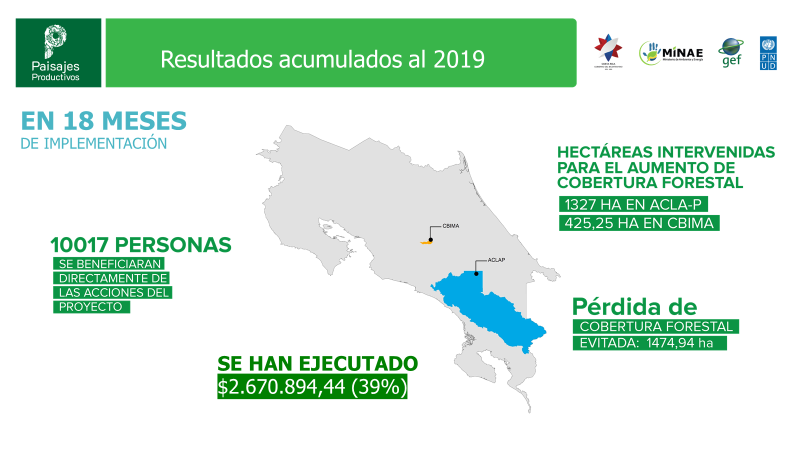 Paisajes
Productivos
Resultados acumulados al 2019
MiNAE
gef
P N
U D
EN 18 MESES
DE IMPLEMENTACIÓN
HECTÁREAS INTERVENIDAS
PARA EL AUMENTO DE
COBERTURA FORESTAL
1327 HA EN ACLA-P
425,25 HA EN CBIMA
CBIMA
10017 PERSONAS
SE BENEFICIARAN
DIRECTAMENTE DE
LAS ACCIONES DEL
PROYECTO
ACLAP
Pérdida de
COBERTURA FORESTAL
EVITADA: 1474,94 ha
SE HAN EJECUTADO
$2.670.894,44 (39%)